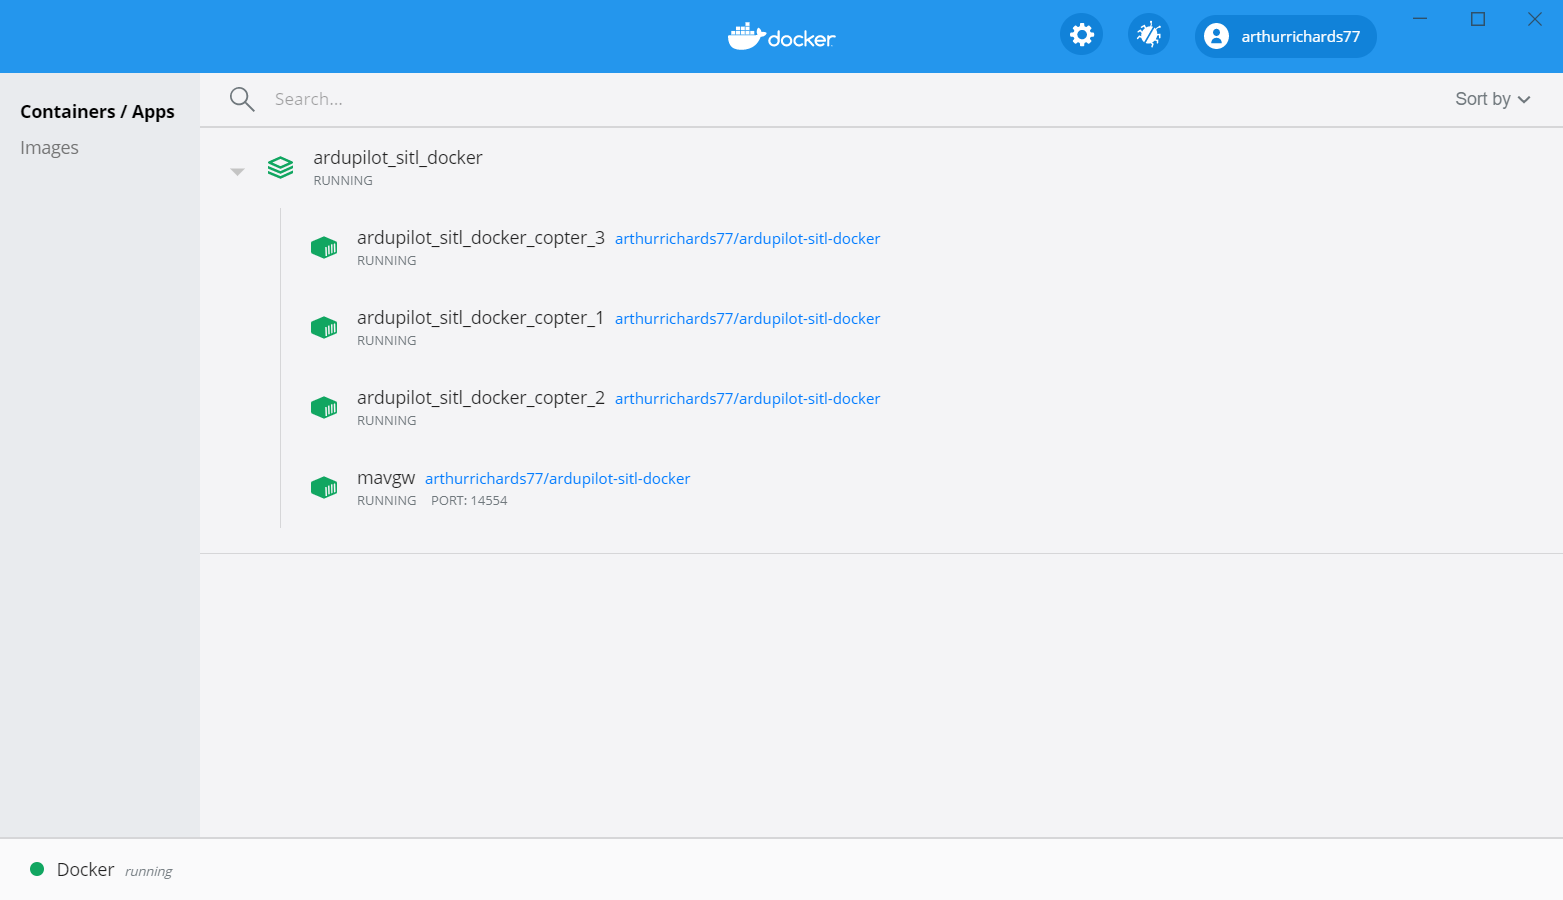 docker
arthurrichards77
Containers / Apps
Images
Search...
Sort by
ardupilot_sitl_docker
RUNNING
ardupilot_sitl_docker_copter_3 arthurrichards77/ardupilot-sitl-docker
RUNNING
ardupilot_sitl_docker_copter_1 arthurrichards77/ardupilot-sitl-docker
RUNNING
ardupilot_sitl_docker_copter_2 arthurrichards77/ardupilot-sitl-docker
RUNNING
mavgw arthurrichards77/ardupilot-sitl-docker
RUNNING PORT: 14554
Docker running